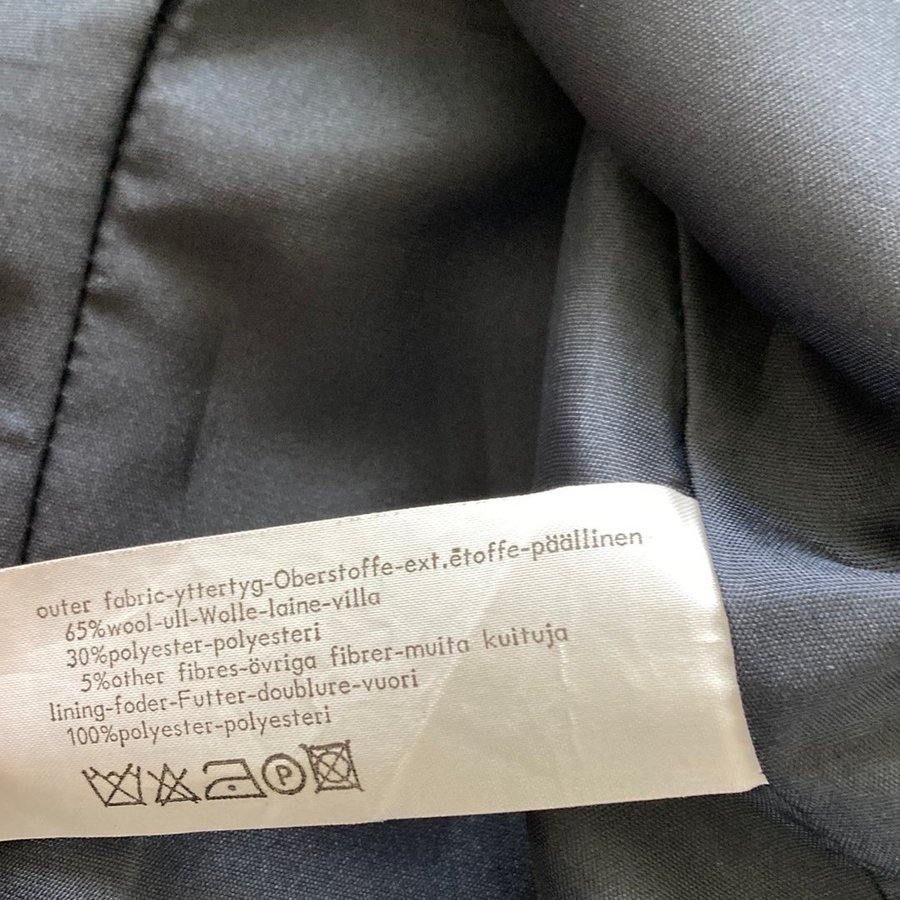 outer fabric-yttertyg-Oberstoffe-ext.étoffe-päällinen
65%wool-ull-Wolle-laine-villa
30%polyester-polyesteri
5%other fibres-övriga fibrer-muita kuituja
lining-foder-Futter-doublure-vuori
100%polyester-polyesteri
P